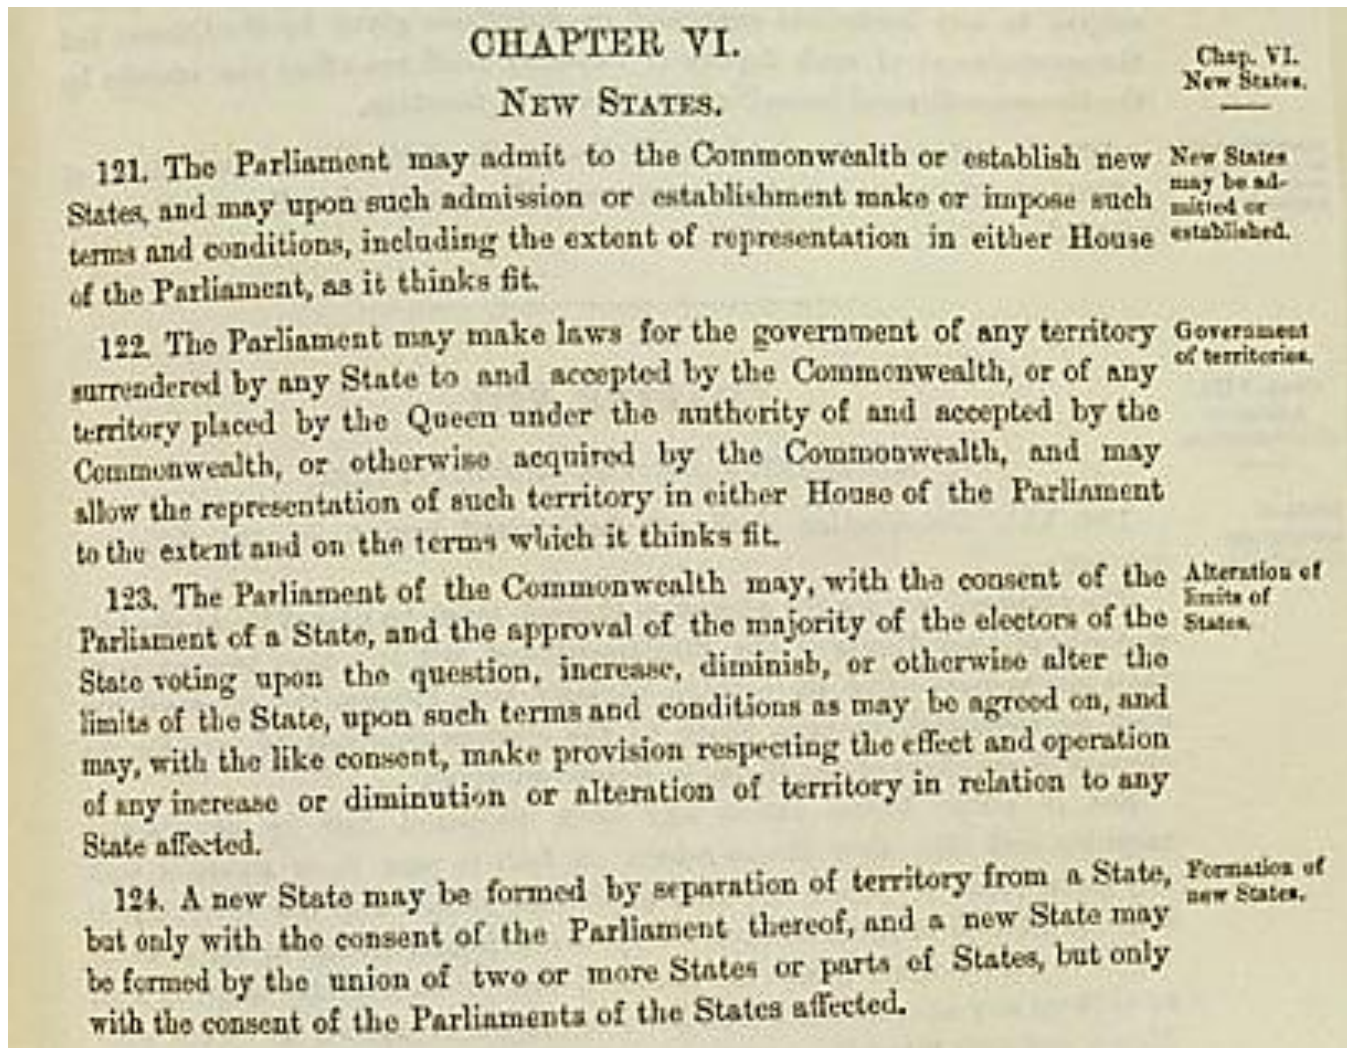 CHAPTER VI.
NEW STATES.
Chap. VI.
New States.
121. The Parliament may admit to the Commonwealth or establish new
States, and may upon such admission or establishment make or impose such
terms and conditions, including the extent of representation in either House
of the Parliament, as it thinks fit.
New States
may be ad-
mitted or
established.
122. The Parliament may make laws for the government of any territory
surrendered by any State to and accepted by the Commonwealth, or of any
territory placed by the Queen under the authority of and accepted by the
Commonwealth, or otherwise acquired by the Commonwealth, and may
allow the representation of such territory in either House of the Parliament
to the extent and on the terms which it thinks fit.
Government
of territories.
123. The Parliament of the Commonwealth may, with the consent of the
Parliament of a State, and the approval of the majority of the electors of the
State voting upon the question, increase, diminish, or otherwise alter the
limits of the State, upon such terms and conditions as may be agreed on, and
may, with the like consent, make provision respecting the effect and operation
of any increase or diminution or alteration of territory in relation to any
State affected.
Alteration of
limits of
States.
124. A new State may be formed by separation of territory from a State,
but only with the consent of the Parliament thereof, and a new State may
be formed by the union of two or more States or parts of States, but only
with the consent of the Parliaments of the States affected.
Formation of
new States.